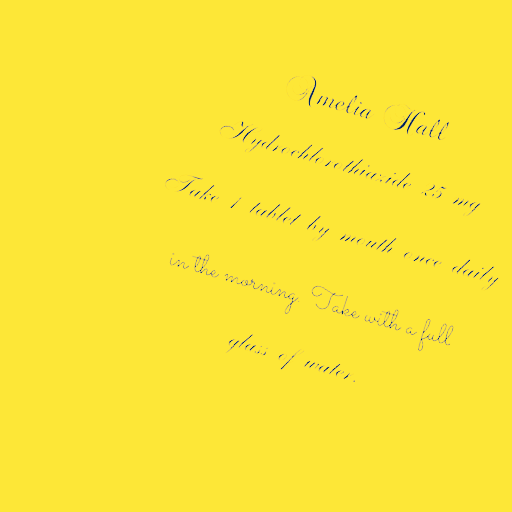 Amelia Hall
Hydrochlorothiazide 25 mg
Take 1 tablet by mouth once daily
in the morning. Take with a full
glass of water.